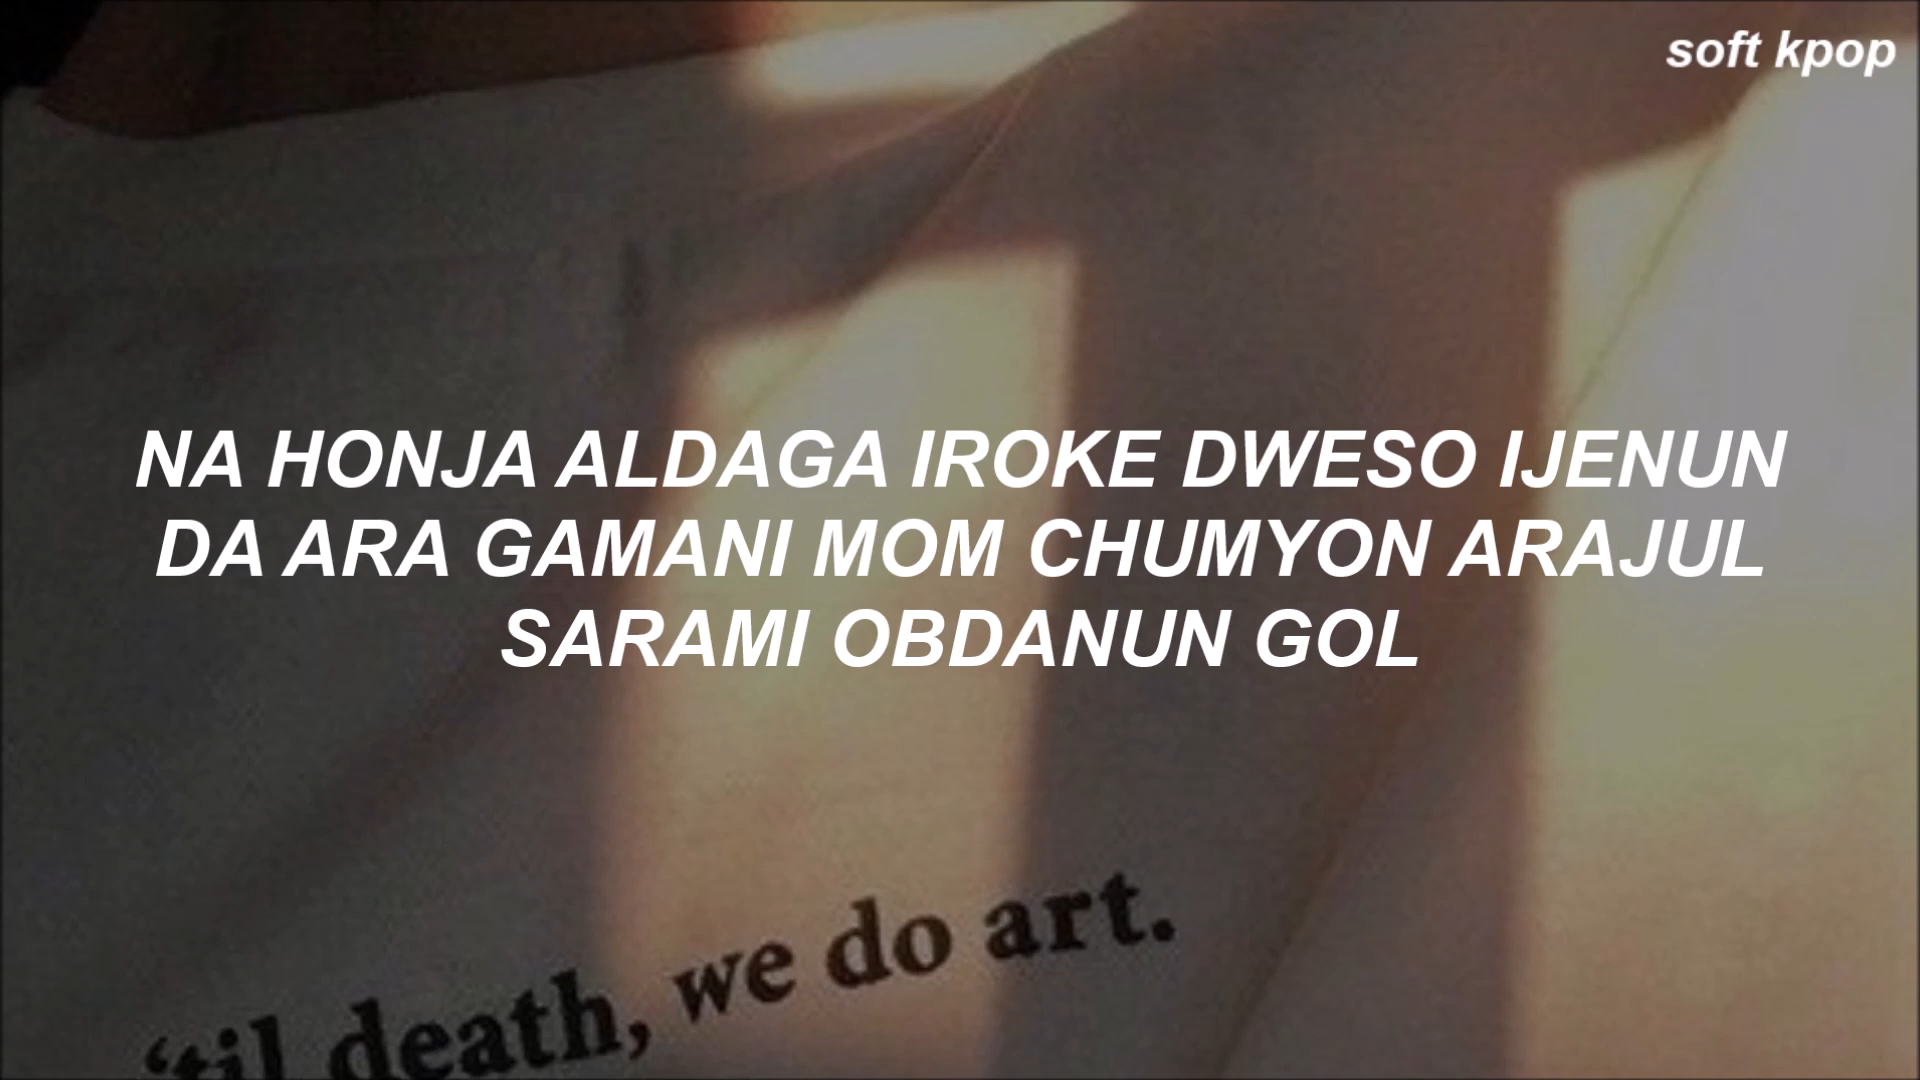 soft kpop
NA HONJA ALDAGA IROKE DWESO IJENUN
DA ARA GAMANI MOM CHUMYON ARAJUL
SARAMI OBDANUN GOL
‘til death, we do art.